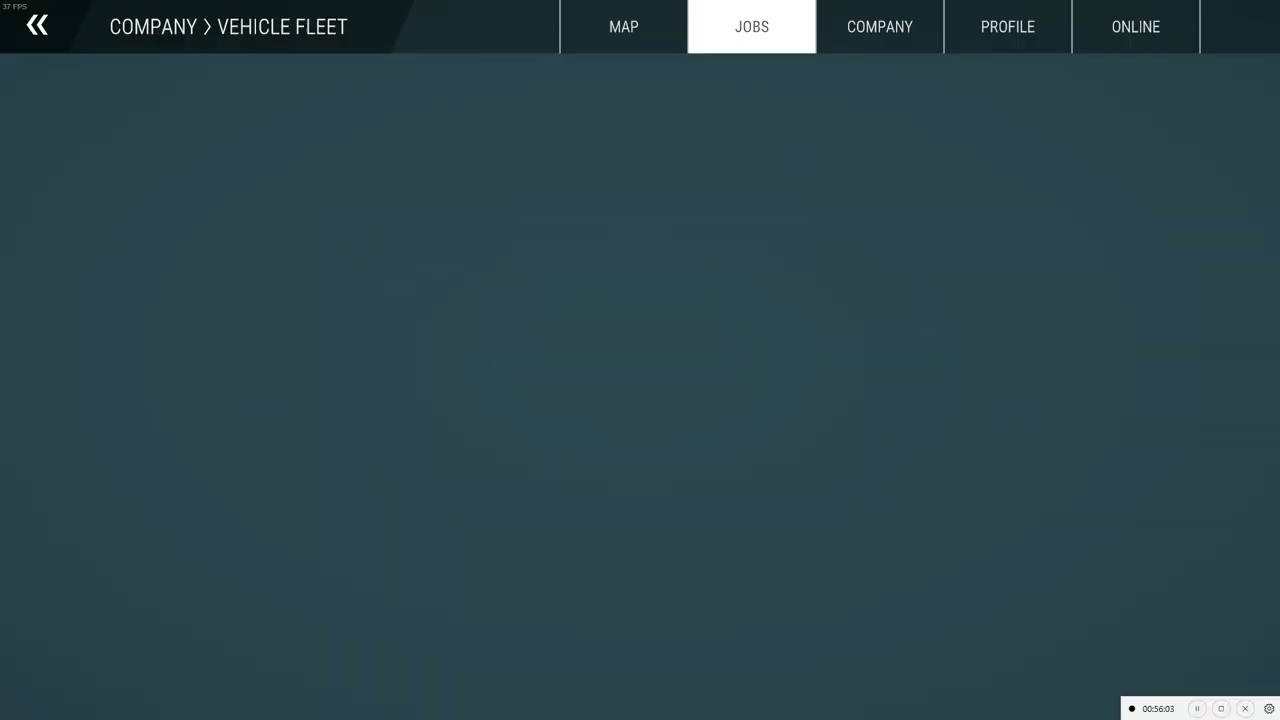 37 FPS
COMPANY > VEHICLE FLEET
MAP
JOBS
COMPANY
PROFILE
ONLINE
00:56:03